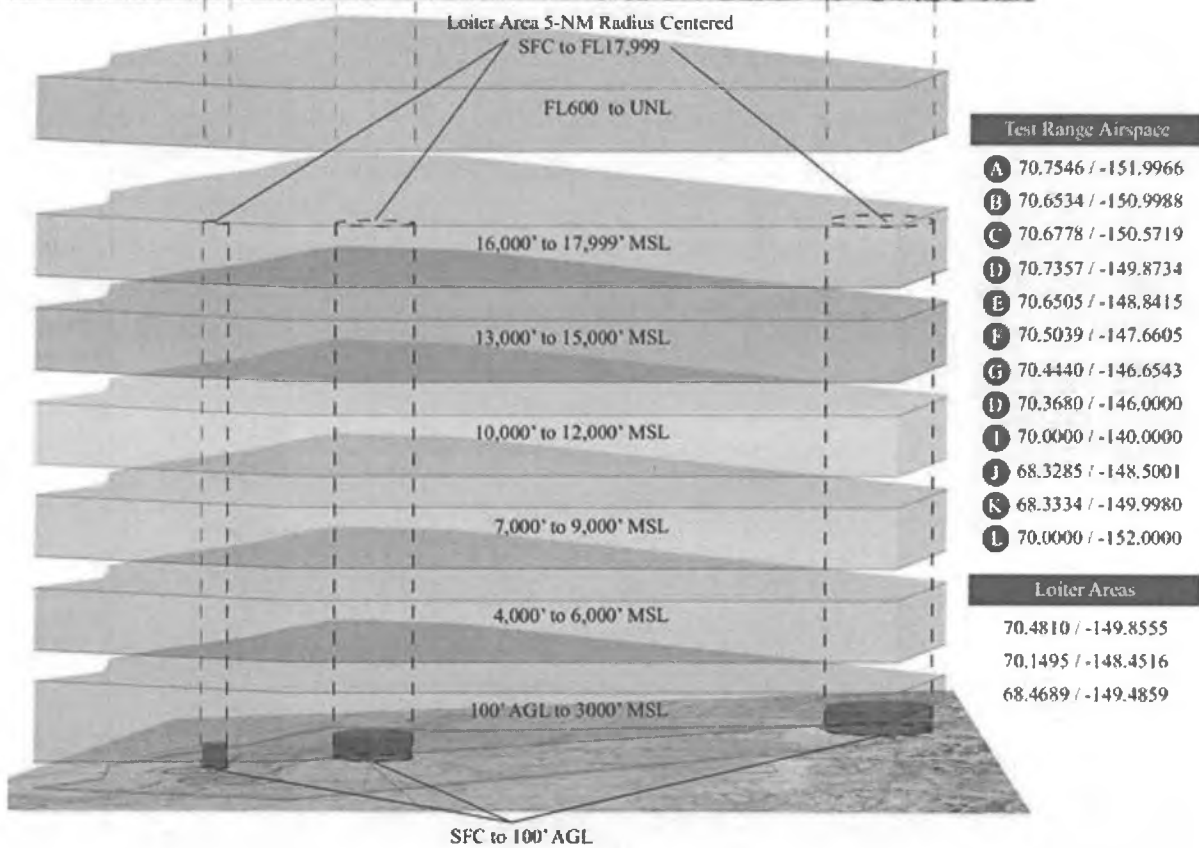 Loiter Area 5-NM Radius Centered
SFC to FL17,999
FL600 to UNL
16,000' to 17,999' MSL
13,000' to 15,000' MSL
10,000' to 12,000' MSL
7,000' to 9,000' MSL
4,000' to 6,000' MSL
100' AGL to 3000' MSL
SFC to 100' AGL
Test Range Airspace
A 70.7546 / -151.9966
B 70.6534 / -150.9988
C 70.6778 / -150.5719
D 70.7357 / -149.8734
E 70.6505 / -148.8415
F 70.5039 / -147.6605
G 70.4440 / -146.6543
D 70.3680 / -146.0000
I 70.0000 / -140.0000
J 68.3285 / -148.5001
K 68.3334 / -149.9980
L 70.0000 / -152.0000
Loiter Areas
70.4810 / -149.8555
70.1495 / -148.4516
68.4689 / -149.4859